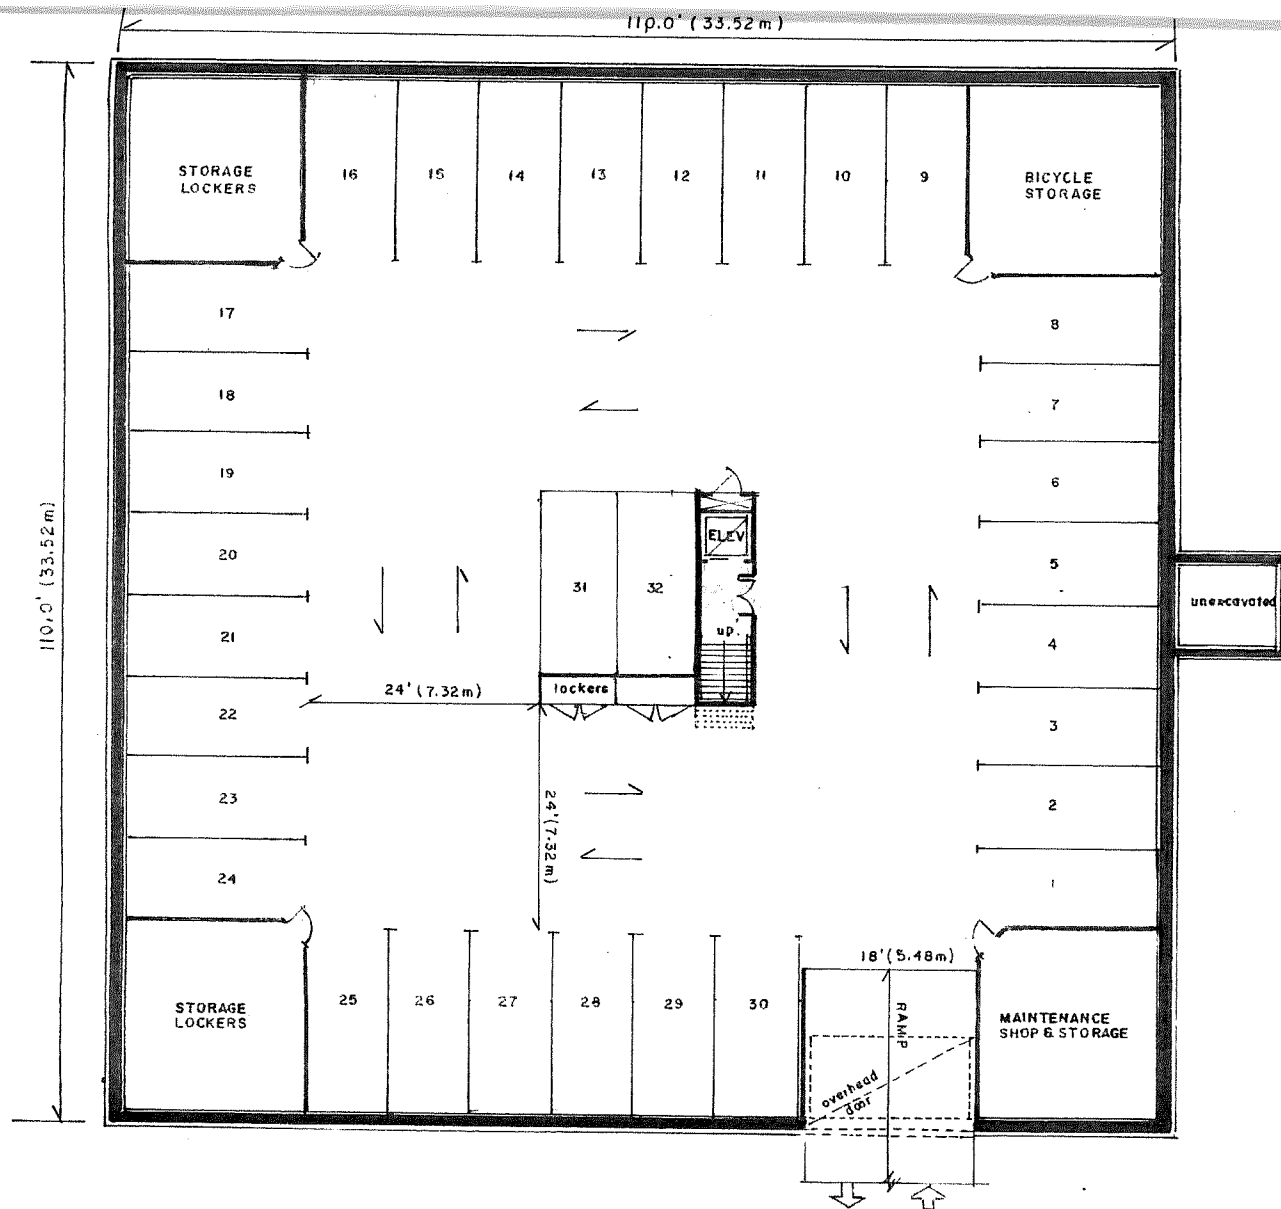 110.0' (33.52m)
STORAGE
LOCKERS
16
15
14
13
12
11
10
9
BICYCLE
STORAGE
17
8
18
7
19
6
110.0' (33.52m)
ELEV
20
5
31
32
unexcavated
21
up.
4
24' (7.32m)
lockers
22
3
23
24' (7.32m)
2
24
1
18' (5.48m)
25
26
27
28
29
30
RAMP
STORAGE
LOCKERS
MAINTENANCE
SHOP & STORAGE
overhead
door